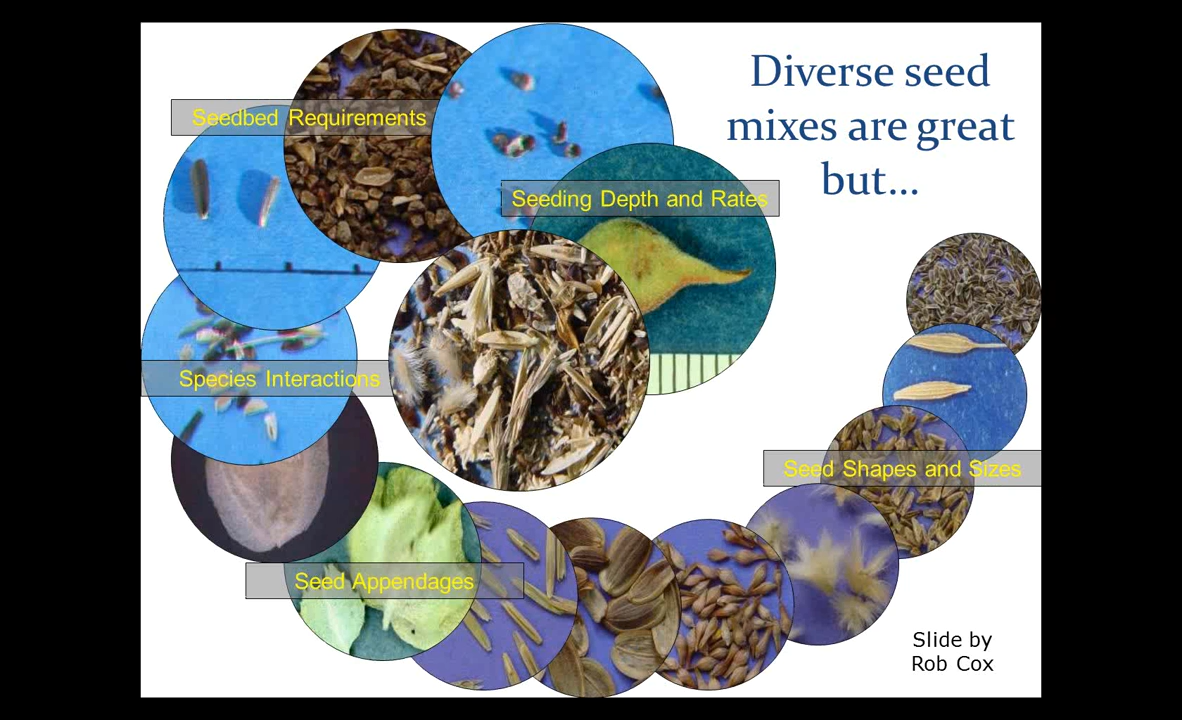 Diverse seed
mixes are great
but...
Seedbed Requirements
Seeding Depth and Rates
Species Interactions
Seed Shapes and Sizes
Seed Appendages
Slide by
Rob Cox